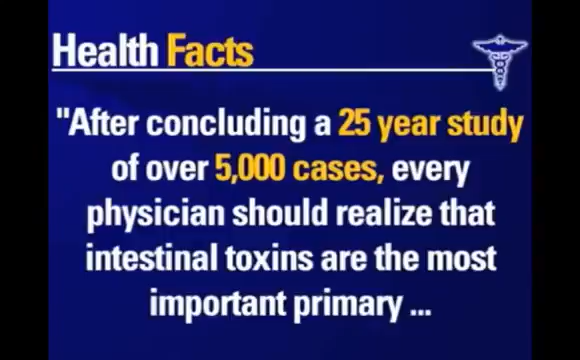 Health Facts
"After concluding a 25 year study
of over 5,000 cases, every
physician should realize that
intestinal toxins are the most
important primary ...